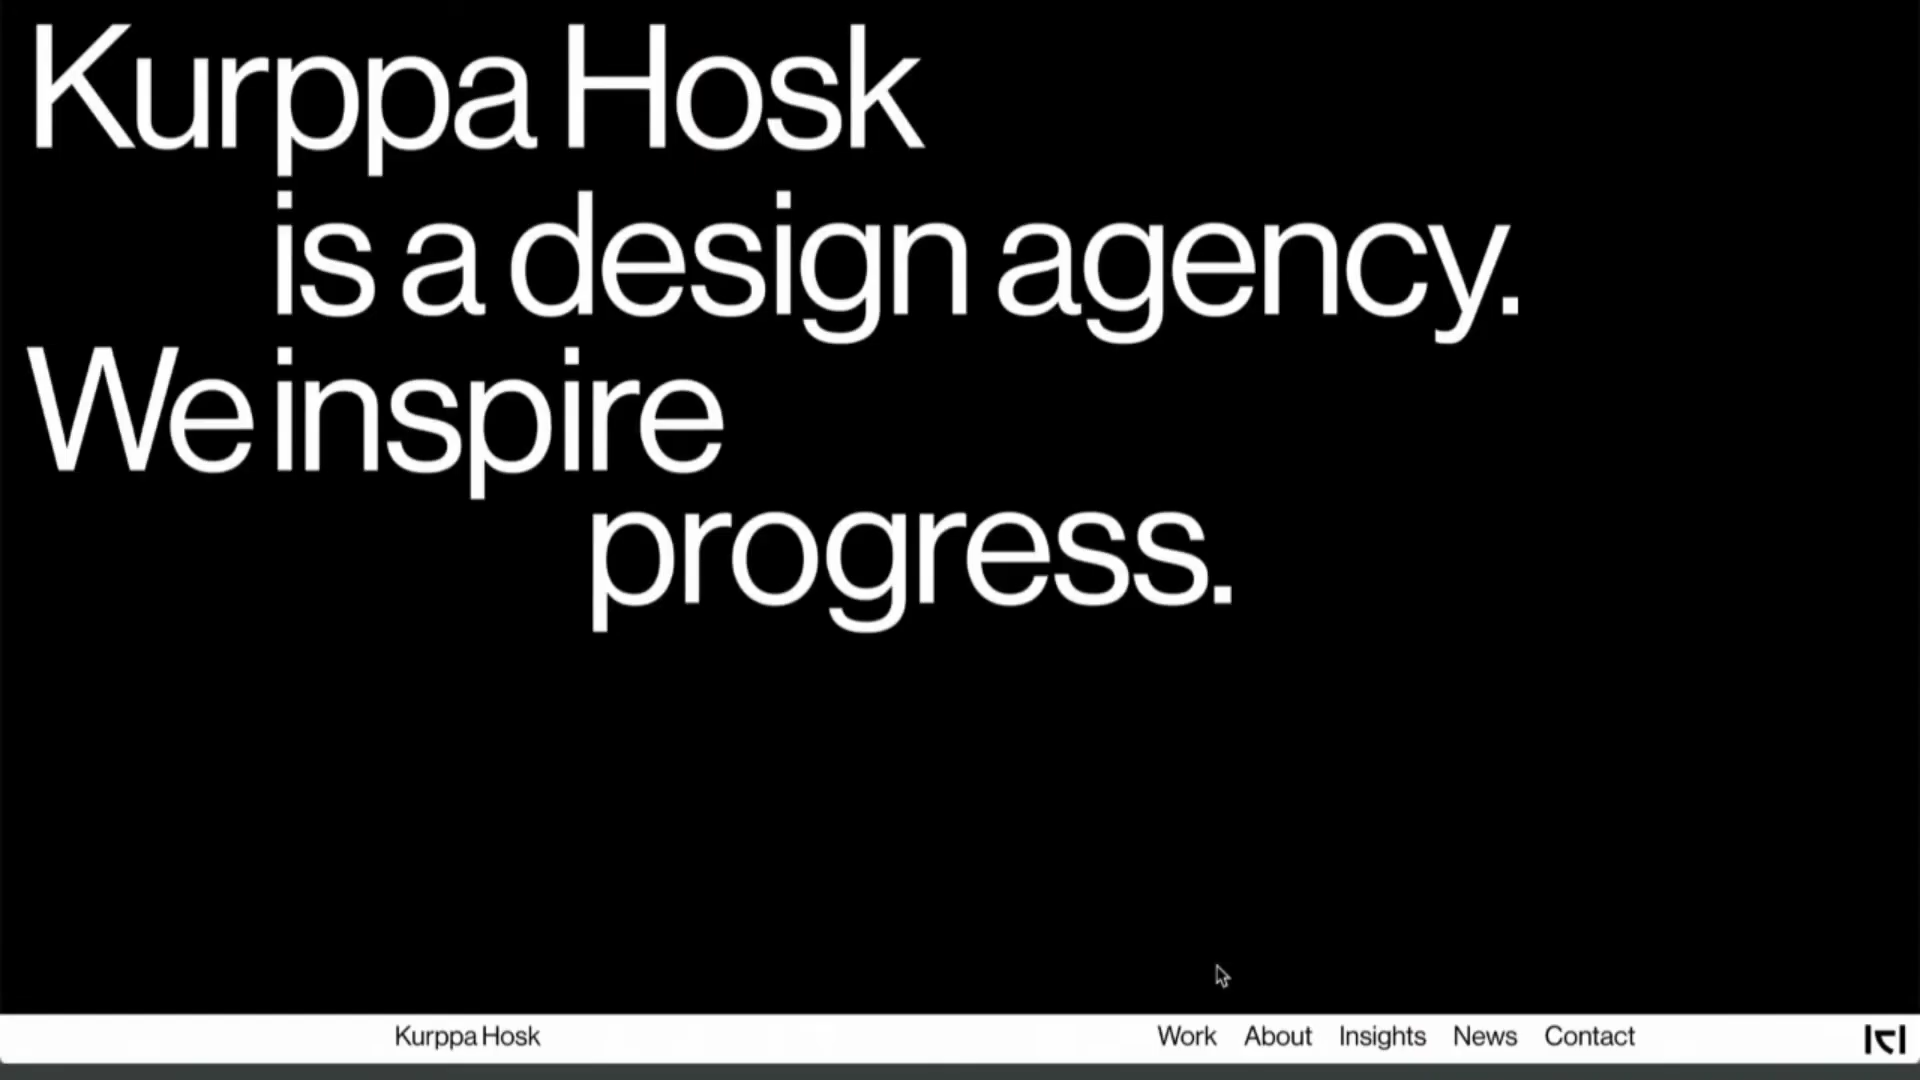 Kurppa Hosk
is a design agency.
We inspire
progress.
Kurppa Hosk Work About Insights News Contact